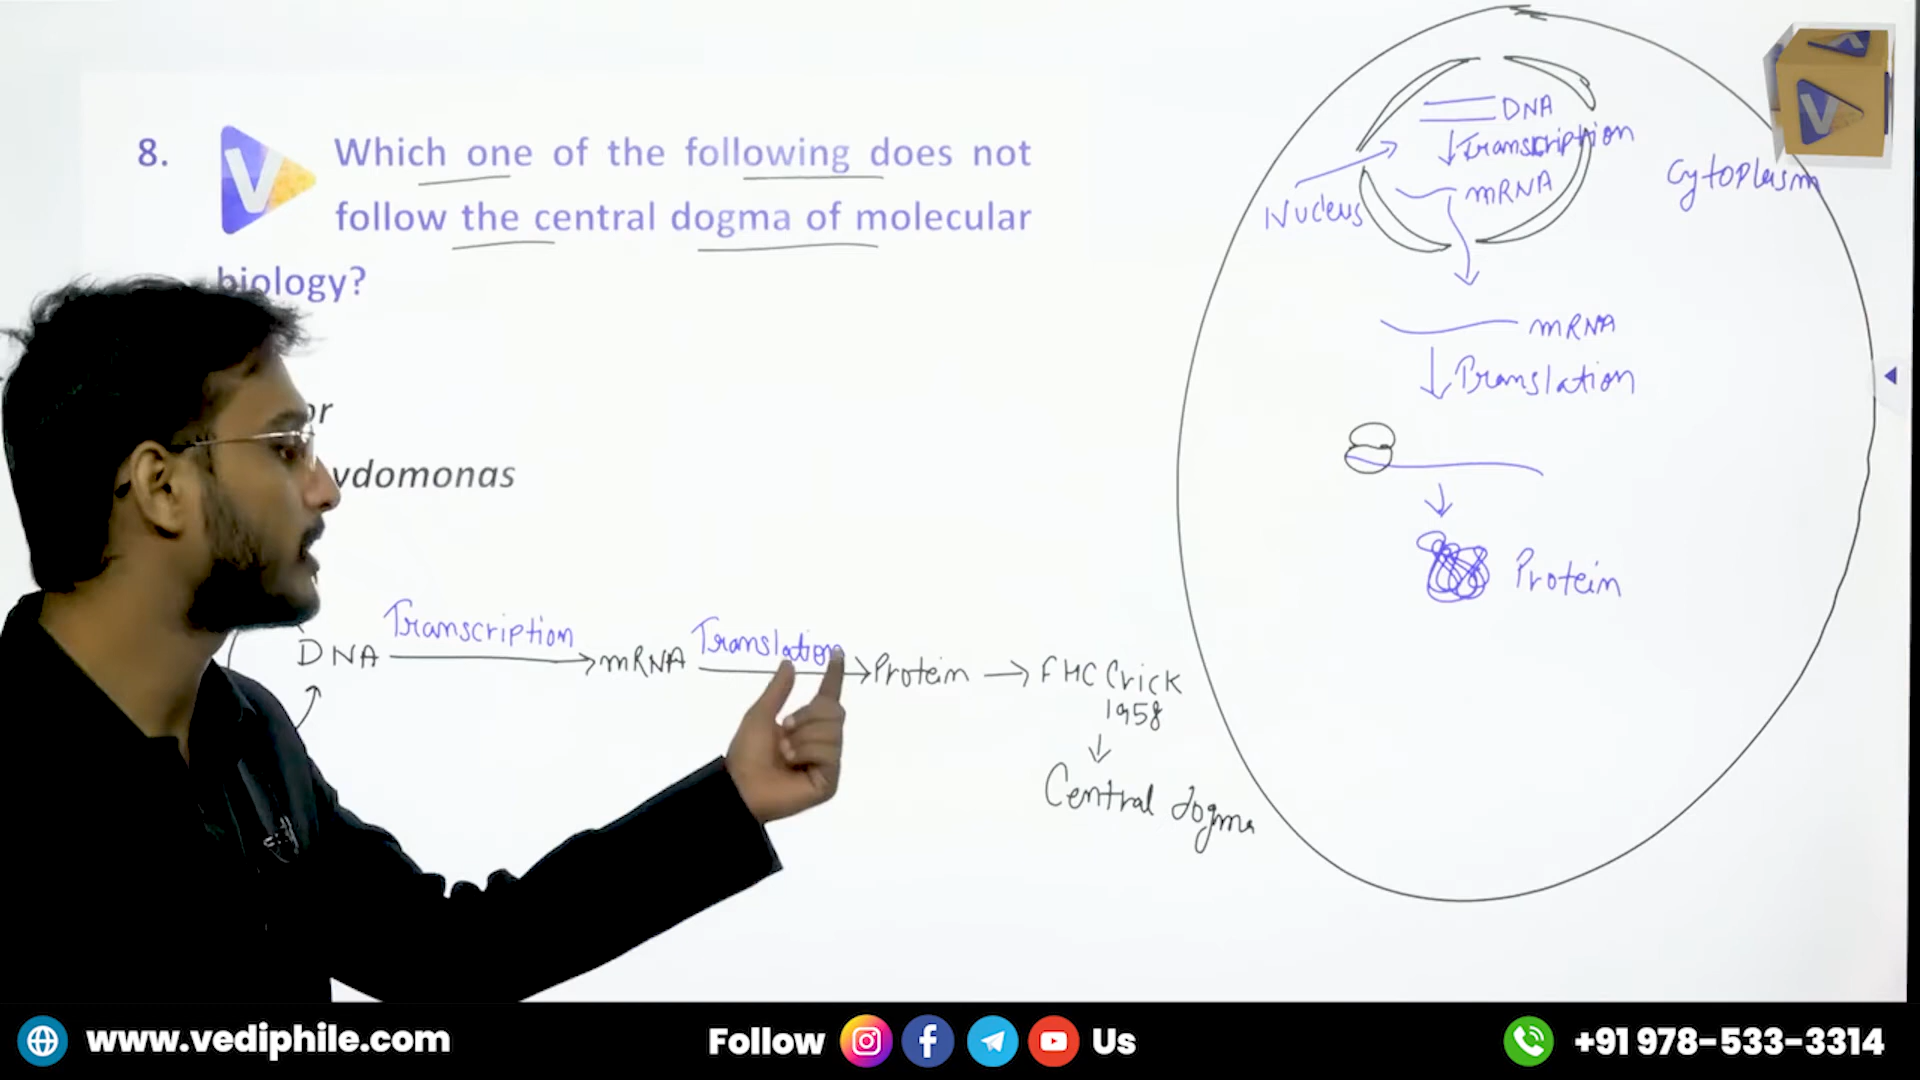 8. Which one of the following does not
follow the central dogma of molecular
biology?
DNA Transcription mRNA Translation Protein → FHC Crick
1958
Central dogma
DNA
Transcription
mRNA
Nucleus
Cytoplasm
mRNA
Translation
Protein
www.vediphile.com
Follow Us
+91 978-533-3314